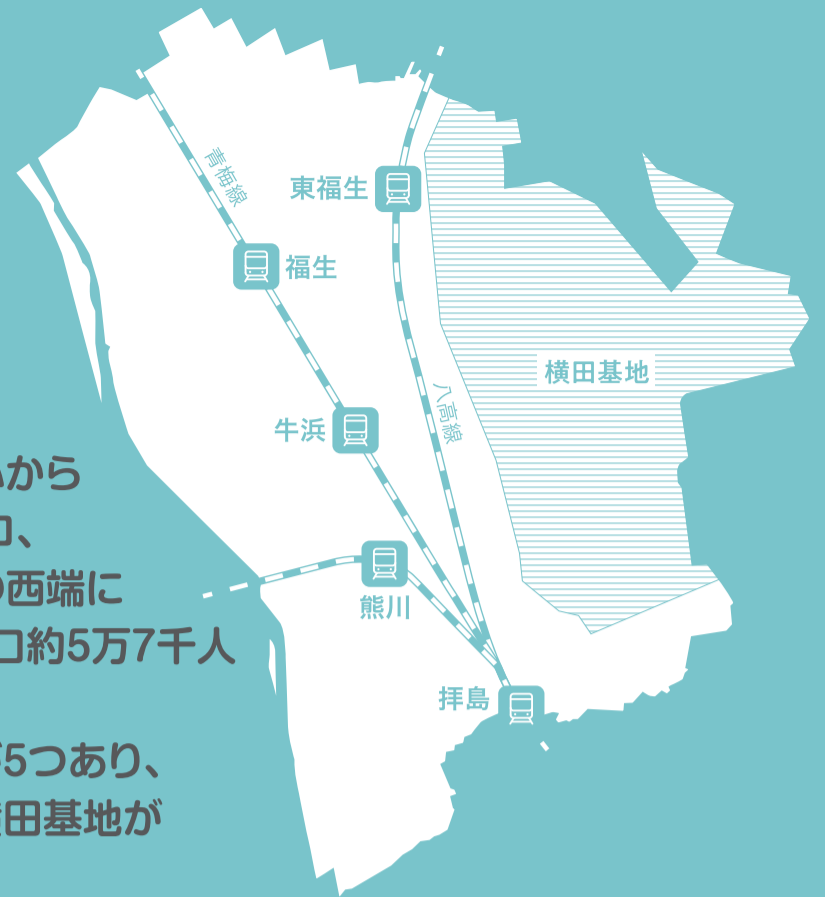 青梅線
東福生
福生
横田基地
八高線
牛浜
熊川
拝島
から
、
西端に
口約5万7千人
5つあり、
田基地が